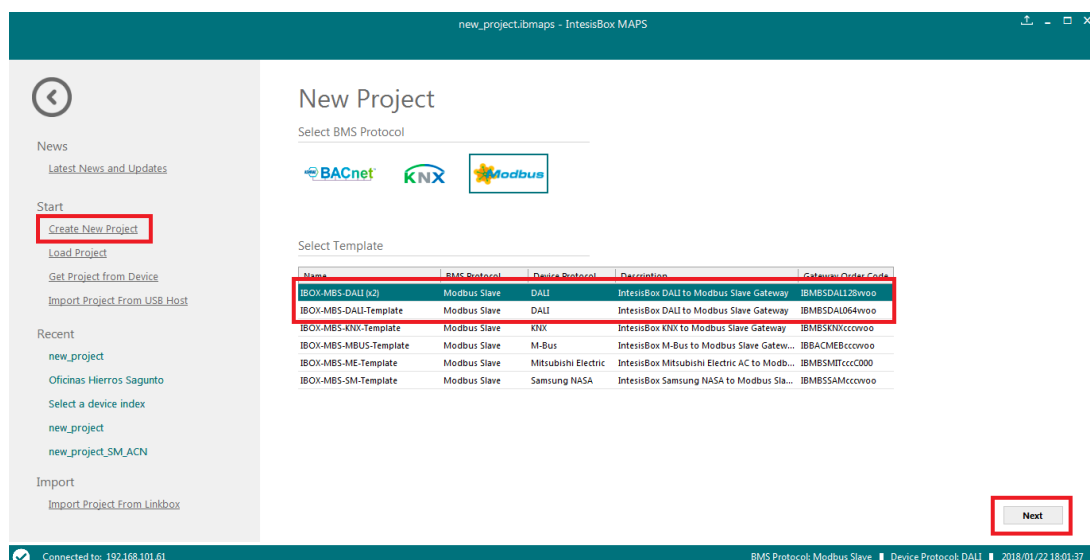 new_project.ibmaps - IntesisBox MAPS
New Project
Select BMS Protocol
BACnet KNX Modbus
News
Latest News and Updates
Start
Create New Project
Load Project
Get Project from Device
Import Project From USB Host
Recent
new_project
Oficinas Hierros Sagunto
Select a device index
new_project
new_project_SM_ACN
Import
Import Project From Linkbox
Select Template
Name BMS Protocol Device Protocol Description Gateway Order Code
IBOX-MBS-DALI (x2) Modbus Slave DALI IntesisBox DALI to Modbus Slave Gateway IBMBSDAL128vvoo
IBOX-MBS-DALI-Template Modbus Slave DALI IntesisBox DALI to Modbus Slave Gateway IBMBSDAL064vvoo
IBOX-MBS-KNX-Template Modbus Slave KNX IntesisBox KNX to Modbus Slave Gateway IBMBSKNXcccvvoo
IBOX-MBS-MBUS-Template Modbus Slave M-Bus IntesisBox M-Bus to Modbus Slave Gatew... IBBACMEBcccvvoo
IBOX-MBS-ME-Template Modbus Slave Mitsubishi Electric IntesisBox Mitsubishi Electric AC to Modb... IBMBSMITcccC000
IBOX-MBS-SM-Template Modbus Slave Samsung NASA IntesisBox Samsung NASA to Modbus Sla... IBMBSSAMcccvvoo
Next
Connected to: 192.168.101.61
BMS Protocol: Modbus Slave Device Protocol: DALI 2018/01/22 18:01:37